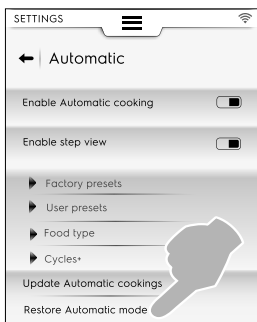 SETTINGS
Automatic
Enable Automatic cooking
Enable step view
Factory presets
User presets
Food type
Cycles+
Update Automatic cookings
Restore Automatic mode